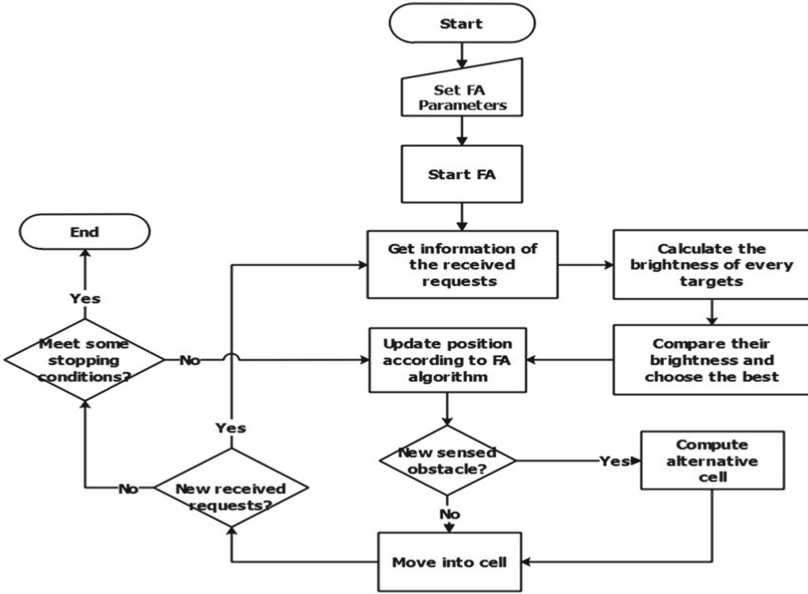 Start
Set FA
Parameters
Start FA
End
Get information of
the received
requests
Calculate the
brightness of every
targets
Yes
Meet some
stopping
conditions?
No
Update position
according to FA
algorithm
Compare their
brightness and
choose the best
Yes
New sensed
obstacle?
Yes
Compute
alternative
cell
No
New received
requests?
No
Move into cell